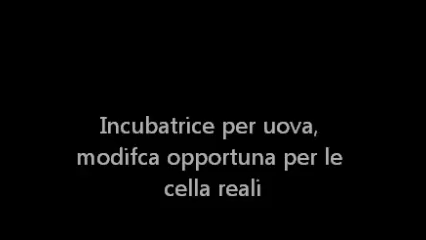 Incubatrice per uova,
modifca opportuna per le
cella reali